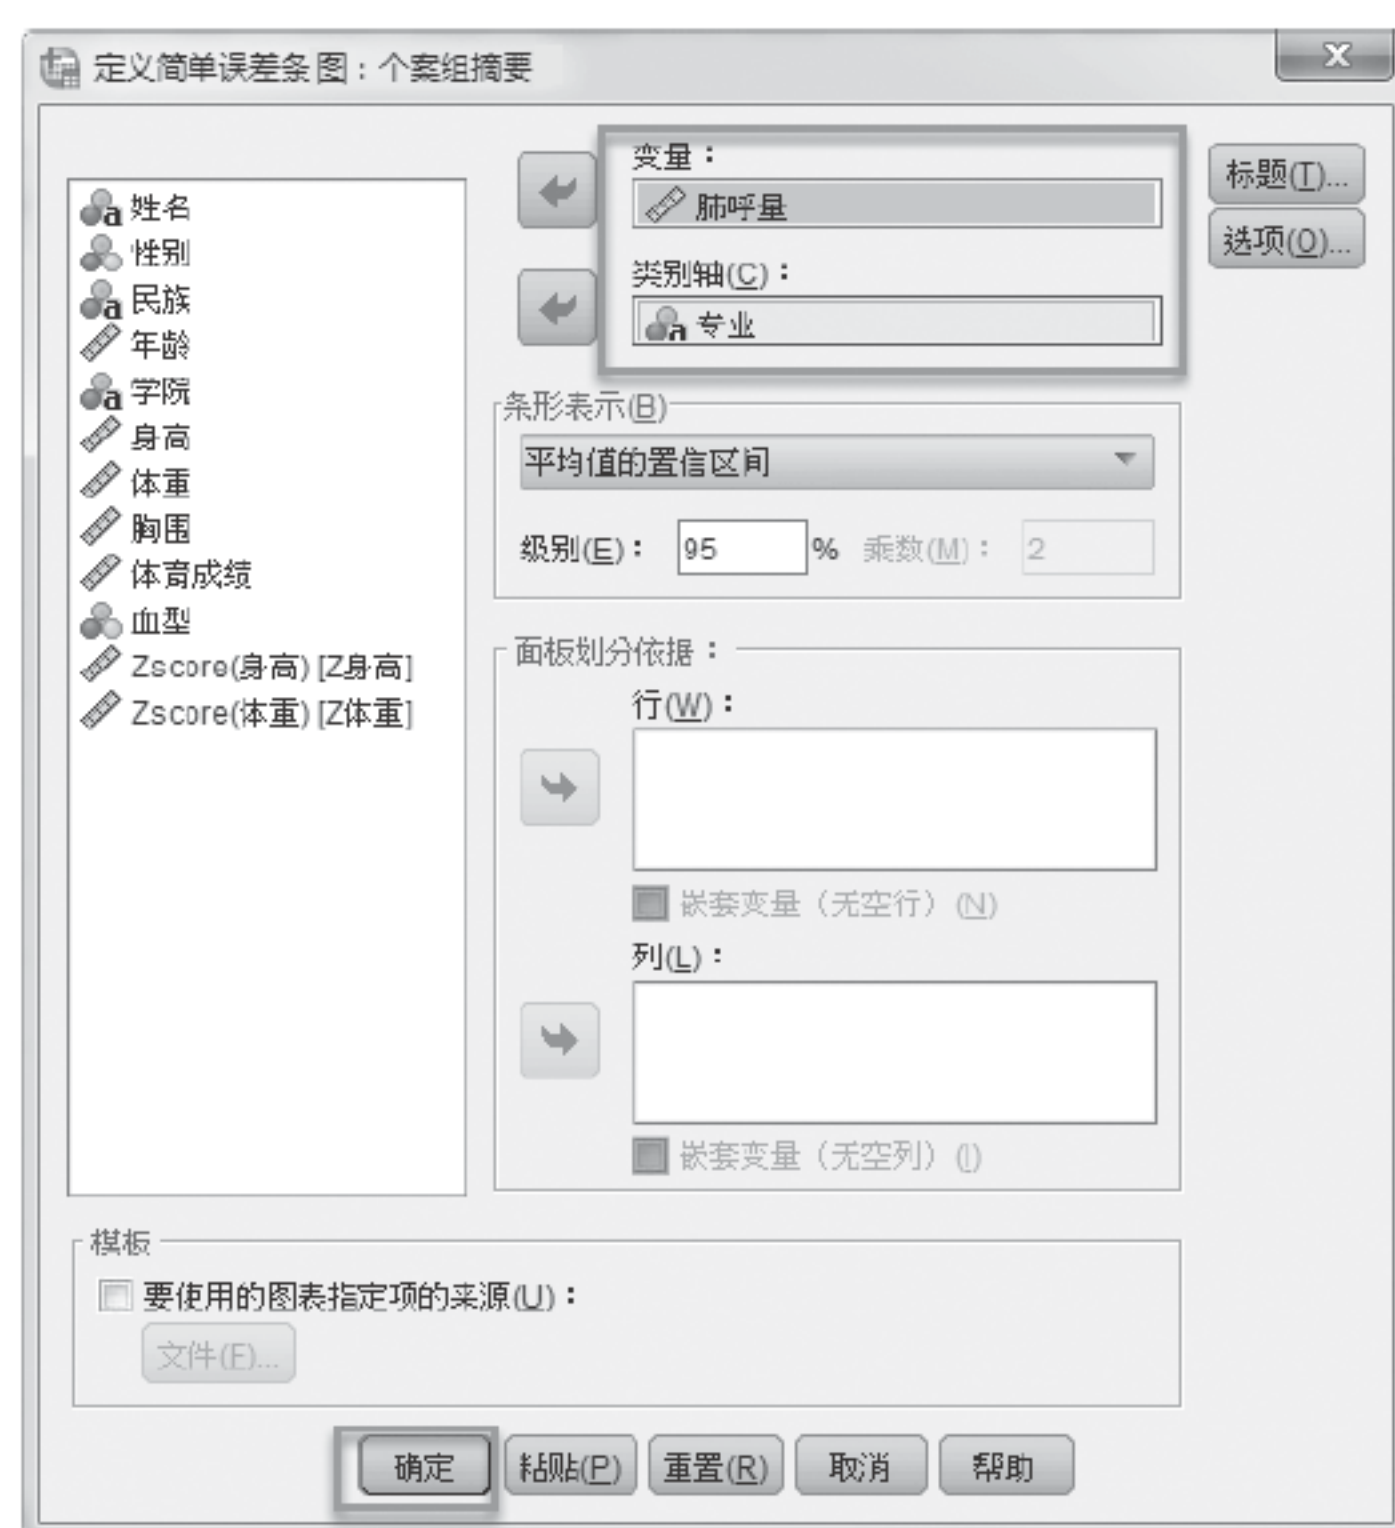 定义简单误差条图：个案组摘要
姓名
性别
民族
年龄
学院
身高
体重
胸围
体育成绩
血型
Zscore(身高) [Z身高]
Zscore(体重) [Z体重]
变量：
肺呼量
类别轴(C)：
专业
标题(T)...
选项(O)...
条形表示(B)
平均值的置信区间
级别(E)： 95 % 乘数(M)： 2
面板划分依据：
行(W)：
嵌套变量（无空行）(N)
列(L)：
嵌套变量（无空列）(I)
模板
要使用的图表指定项的来源(U)：
文件(F)...
确定 粘贴(P) 重置(R) 取消 帮助